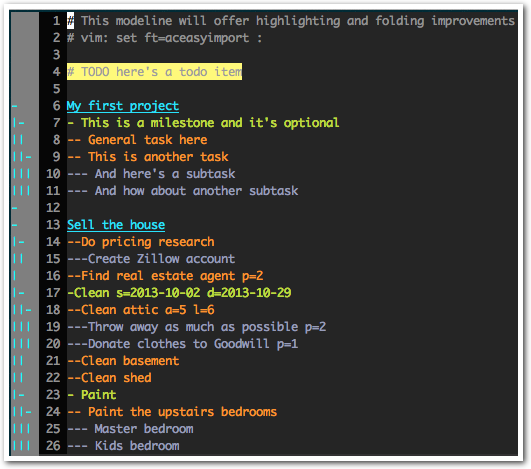 1 # This modeline will offer highlighting and folding improvements
2 # vim: set ft=aceasyimport :
3
4 # TODO here's a todo item
5
- 6 My first project
|- 7 - This is a milestone and it's optional
|| 8 -- General task here
||- 9 -- This is another task
||| 10 --- And here's a subtask
||| 11 --- And how about another subtask
- 12
- 13 Sell the house
|- 14 --Do pricing research
|| 15 ---Create Zillow account
| 16 --Find real estate agent p=2
|- 17 -Clean s=2013-10-02 d=2013-10-29
||- 18 --Clean attic a=5 l=6
||| 19 ---Throw away as much as possible p=2
||| 20 ---Donate clothes to Goodwill p=1
|| 21 --Clean basement
|| 22 --Clean shed
|- 23 - Paint
||- 24 -- Paint the upstairs bedrooms
||| 25 --- Master bedroom
||| 26 --- Kids bedroom